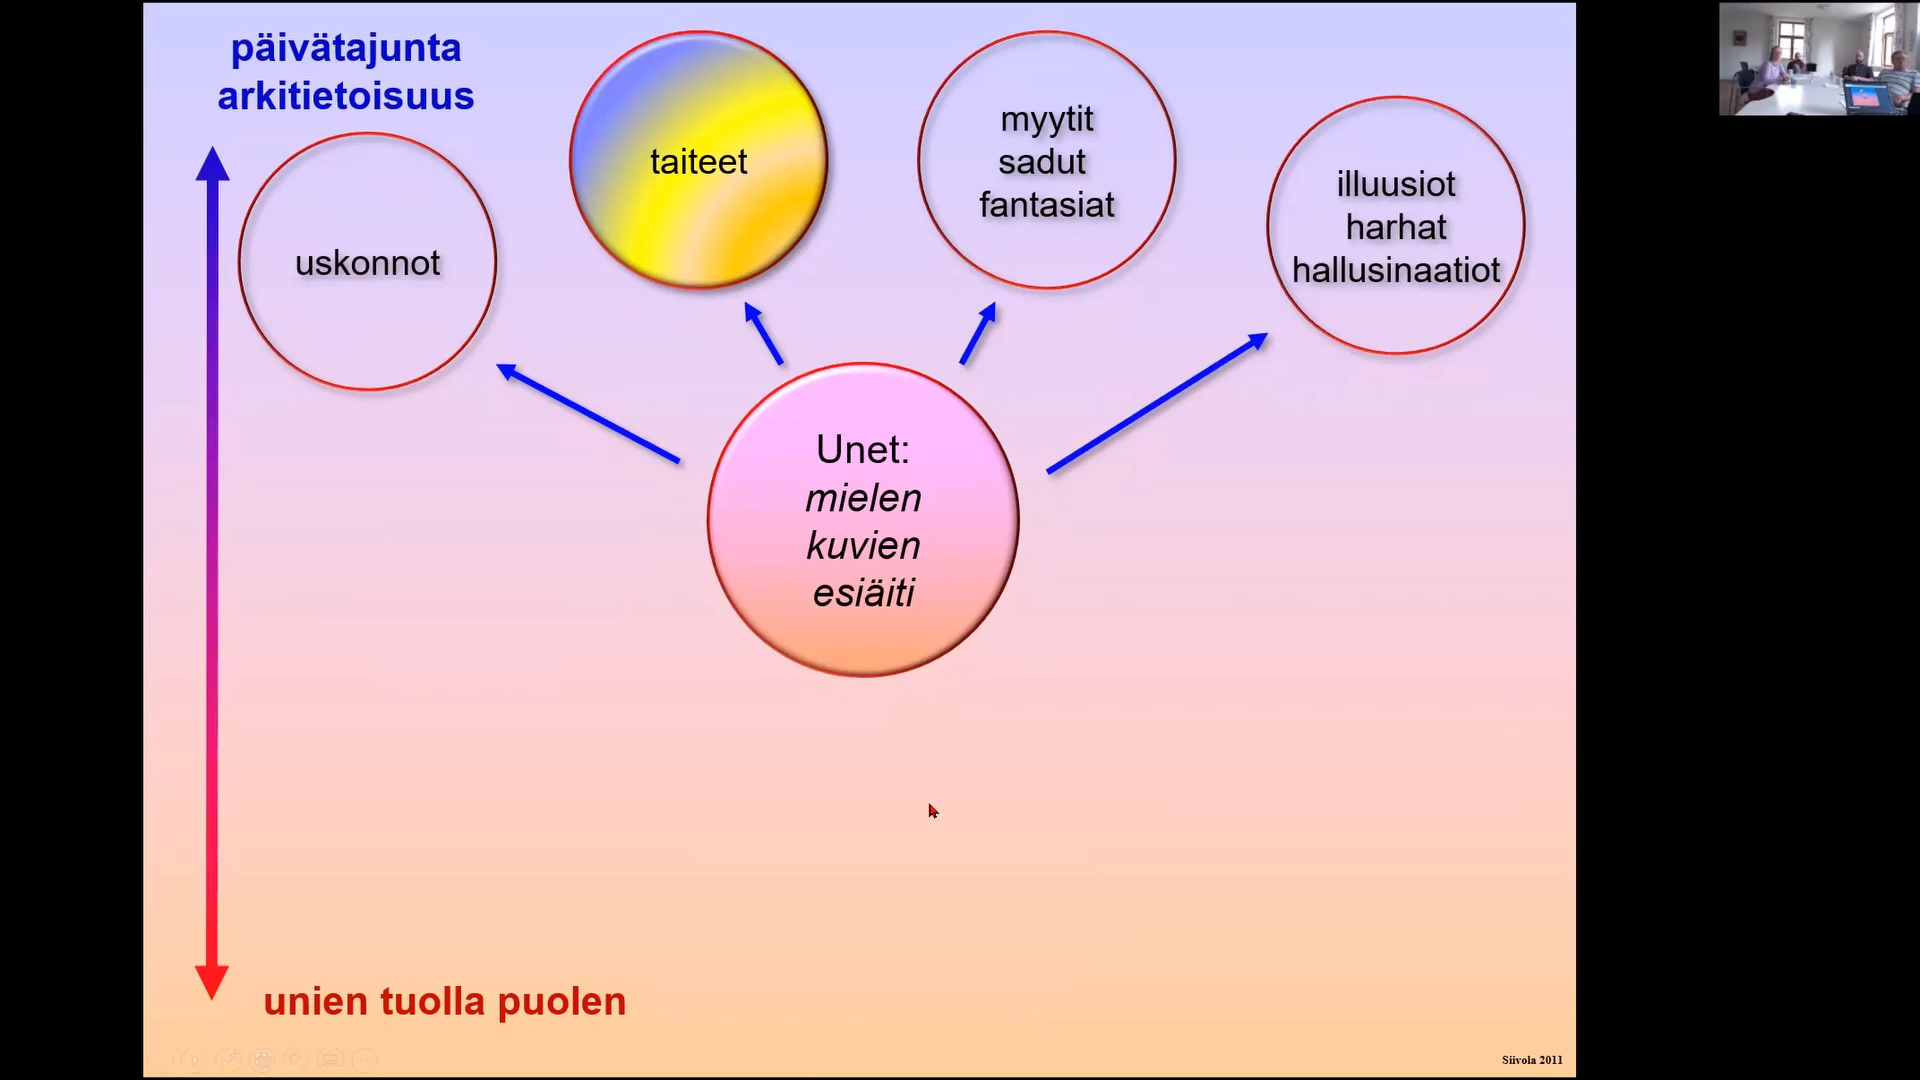 päivätajunta
arkitietoisuus
uskonnot
taiteet
myytit
sadut
fantasiat
illuusiot
harhat
hallusinaatiot
Unet:
mielen
kuvien
esiäiti
unien tuolla puolen
Siivola 2011